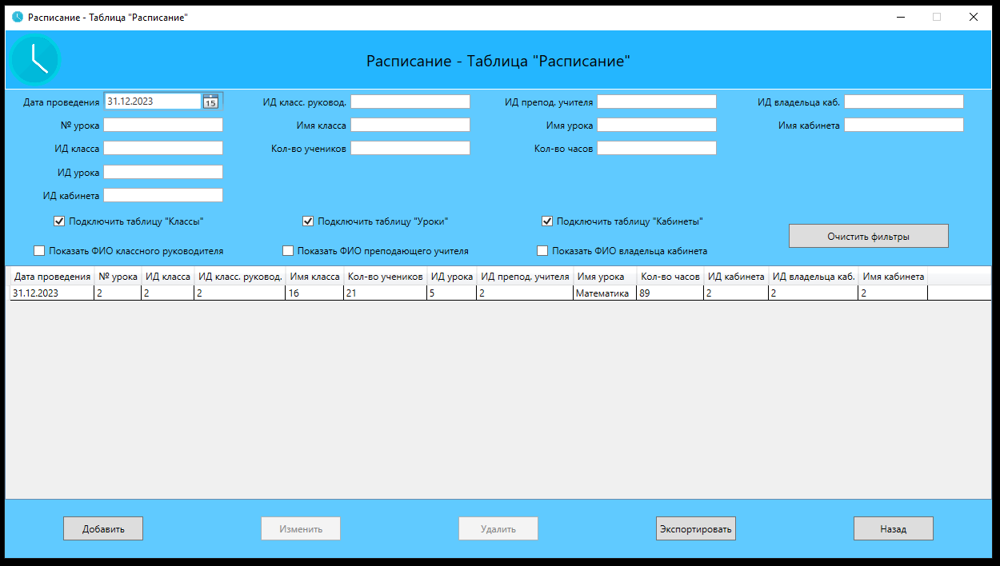 Расписание - Таблица "Расписание"
Расписание - Таблица "Расписание"
Дата проведения 31.12.2023 15 ИД класс. руковод. ИД препод. учителя ИД владельца каб.
№ урока Имя класса Имя урока Имя кабинета
ИД класса Кол-во учеников Кол-во часов
ИД урока
ИД кабинета
Подключить таблицу "Классы" Подключить таблицу "Уроки" Подключить таблицу "Кабинеты"
Очистить фильтры
Показать ФИО классного руководителя Показать ФИО преподающего учителя Показать ФИО владельца кабинета
Дата проведения № урока ИД класса ИД класс. руковод. Имя класса Кол-во учеников ИД урока ИД препод. учителя Имя урока Кол-во часов ИД кабинета ИД владельца каб. Имя кабинета
31.12.2023 2 2 2 16 21 5 2 Математика 89 2 2 2
Добавить Изменить Удалить Экспортировать Назад